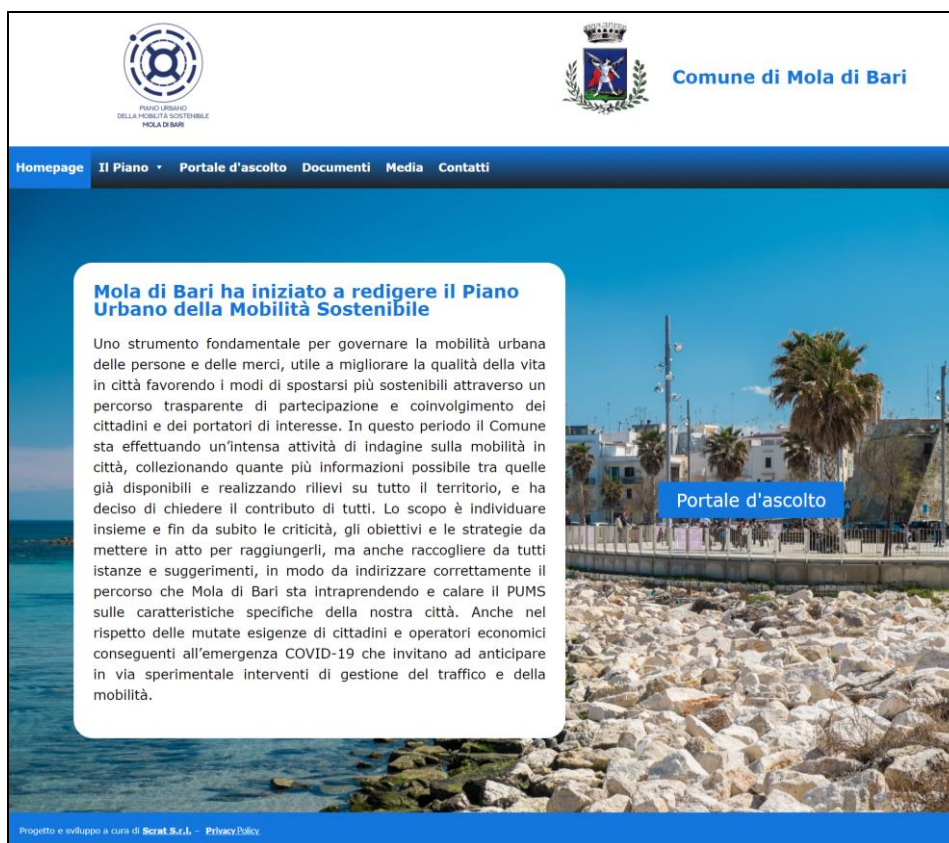 PIANO URBANO
DELLA MOBILITÀ SOSTENIBILE
MOLA DI BARI
Comune di Mola di Bari
Homepage Il Piano ▾ Portale d'ascolto Documenti Media Contatti
Mola di Bari ha iniziato a redigere il Piano
Urbano della Mobilità Sostenibile
Uno strumento fondamentale per governare la mobilità urbana
delle persone e delle merci, utile a migliorare la qualità della vita
in città favorendo i modi di spostarsi più sostenibili attraverso un
percorso trasparente di partecipazione e coinvolgimento dei
cittadini e dei portatori di interesse. In questo periodo il Comune
sta effettuando un'intensa attività di indagine sulla mobilità in
città, collezionando quante più informazioni possibile tra quelle
già disponibili e realizzando rilievi su tutto il territorio, e ha
deciso di chiedere il contributo di tutti. Lo scopo è individuare
insieme e fin da subito le criticità, gli obiettivi e le strategie da
mettere in atto per raggiungerli, ma anche raccogliere da tutti
istanze e suggerimenti, in modo da indirizzare correttamente il
percorso che Mola di Bari sta intraprendendo e calare il PUMS
sulle caratteristiche specifiche della nostra città. Anche nel
rispetto delle mutate esigenze di cittadini e operatori economici
conseguenti all'emergenza COVID-19 che invitano ad anticipare
in via sperimentale interventi di gestione del traffico e della
mobilità.
Portale d'ascolto
Progetto e sviluppo a cura di Scrat S.r.l. – Privacy Policy